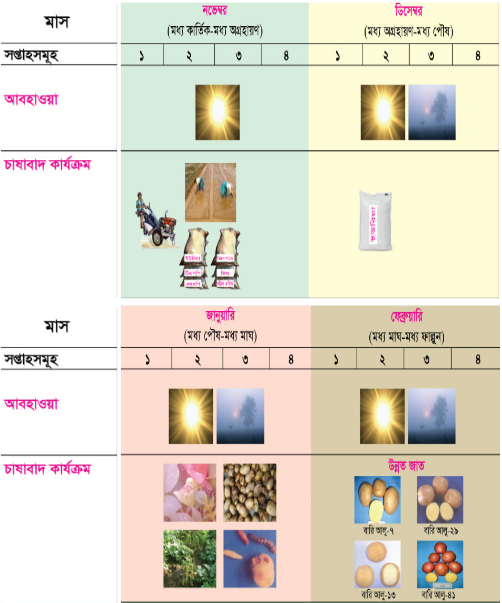 মাস
নভেম্বর
(মধ্য কার্তিক-মধ্য অগ্রহায়ণ)
ডিসেম্বর
(মধ্য অগ্রহায়ণ-মধ্য পৌষ)
সপ্তাহসমূহ ১ ২ ৩ ৪ ১ ২ ৩ ৪
আবহাওয়া
চাষাবাদ কার্যক্রম
ইউরিয়া
মাস
জানুয়ারি
(মধ্য পৌষ-মধ্য মাঘ)
ফেব্রুয়ারি
(মধ্য মাঘ-মধ্য ফাল্গুন)
সপ্তাহসমূহ ১ ২ ৩ ৪ ১ ২ ৩ ৪
আবহাওয়া
চাষাবাদ কার্যক্রম
উন্নত জাত
বারি আলু-৭ বারি আলু-২৯
বারি আলু-১৩ বারি আলু-৪১